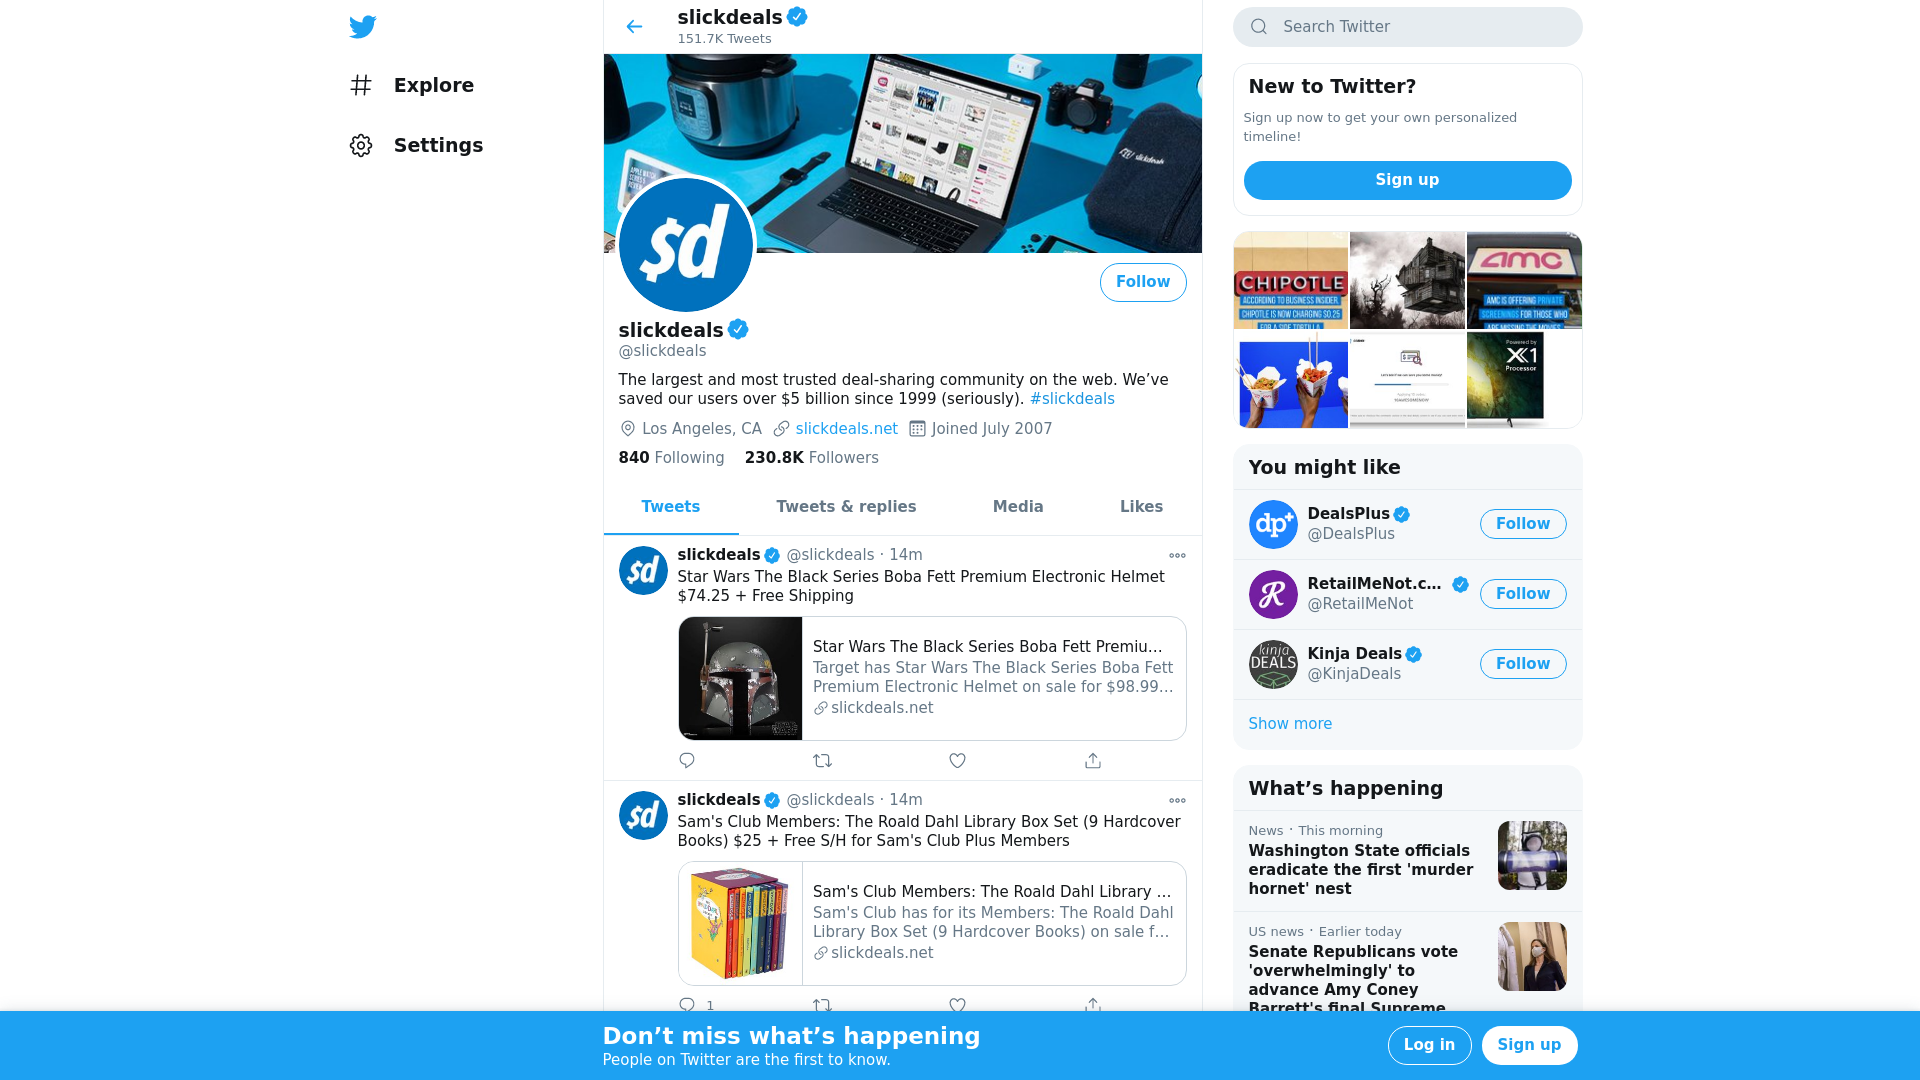 Explore
Settings
slickdeals
151.7K Tweets
slickdeals
$d
Follow
slickdeals
@slickdeals
The largest and most trusted deal-sharing community on the web. We’ve
saved our users over $5 billion since 1999 (seriously). #slickdeals
Los Angeles, CA slickdeals.net Joined July 2007
840 Following 230.8K Followers
Tweets Tweets & replies Media Likes
$d
slickdeals @slickdeals · 14m
Star Wars The Black Series Boba Fett Premium Electronic Helmet
$74.25 + Free Shipping
Star Wars The Black Series Boba Fett Premiu…
Target has Star Wars The Black Series Boba Fett
Premium Electronic Helmet on sale for $98.99…
slickdeals.net
$d
slickdeals @slickdeals · 14m
Sam's Club Members: The Roald Dahl Library Box Set (9 Hardcover
Books) $25 + Free S/H for Sam's Club Plus Members
Sam's Club Members: The Roald Dahl Library …
Sam's Club has for its Members: The Roald Dahl
Library Box Set (9 Hardcover Books) on sale f…
slickdeals.net
1
Search Twitter
New to Twitter?
Sign up now to get your own personalized
timeline!
Sign up
CHIPOTLE
ACCORDING TO BUSINESS INSIDER
CHIPOTLE IS NOW CHARGING $0.25
FOR A SIDE TORTILLA
amc
AMC IS OFFERING PRIVATE
SCREENINGS FOR THOSE WHO
ARE MISSING THE MOVIES
Powered by
X1
Processor
You might like
dp+
DealsPlus
@DealsPlus
Follow
R
RetailMeNot.c…
@RetailMeNot
Follow
kinja
DEALS
Kinja Deals
@KinjaDeals
Follow
Show more
What’s happening
News · This morning
Washington State officials
eradicate the first 'murder
hornet' nest
US news · Earlier today
Senate Republicans vote
'overwhelmingly' to
advance Amy Coney
Barrett's final Supreme
Don’t miss what’s happening
People on Twitter are the first to know.
Log in
Sign up